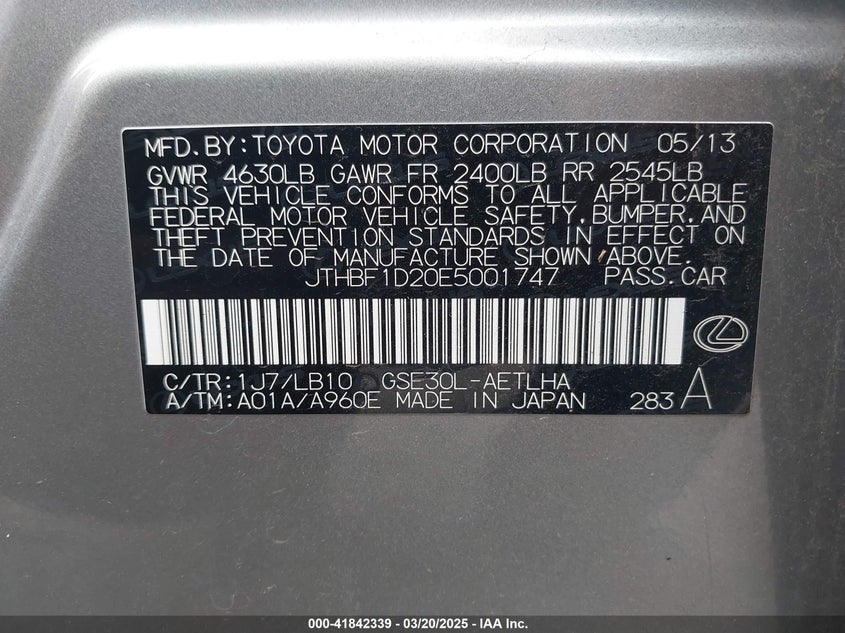 MFD.BY:TOYOTA MOTOR CORPORATION 05/13
GVWR 4630LB GAWR FR 2400LB RR 2545LB
THIS VEHICLE CONFORMS TO ALL APPLICABLE
FEDERAL MOTOR VEHICLE SAFETY,BUMPER,AND
THEFT PREVENTION STANDARDS IN EFFECT ON
THE DATE OF MANUFACTURE SHOWN ABOVE.
JTHBF1D20E5001747 PASS.CAR
C/TR:1J7/LB10 GSE30L-AETLHA
A/TM:A01A/A960E MADE IN JAPAN 283 A
000-41842339 - 03/20/2025 - IAA Inc.